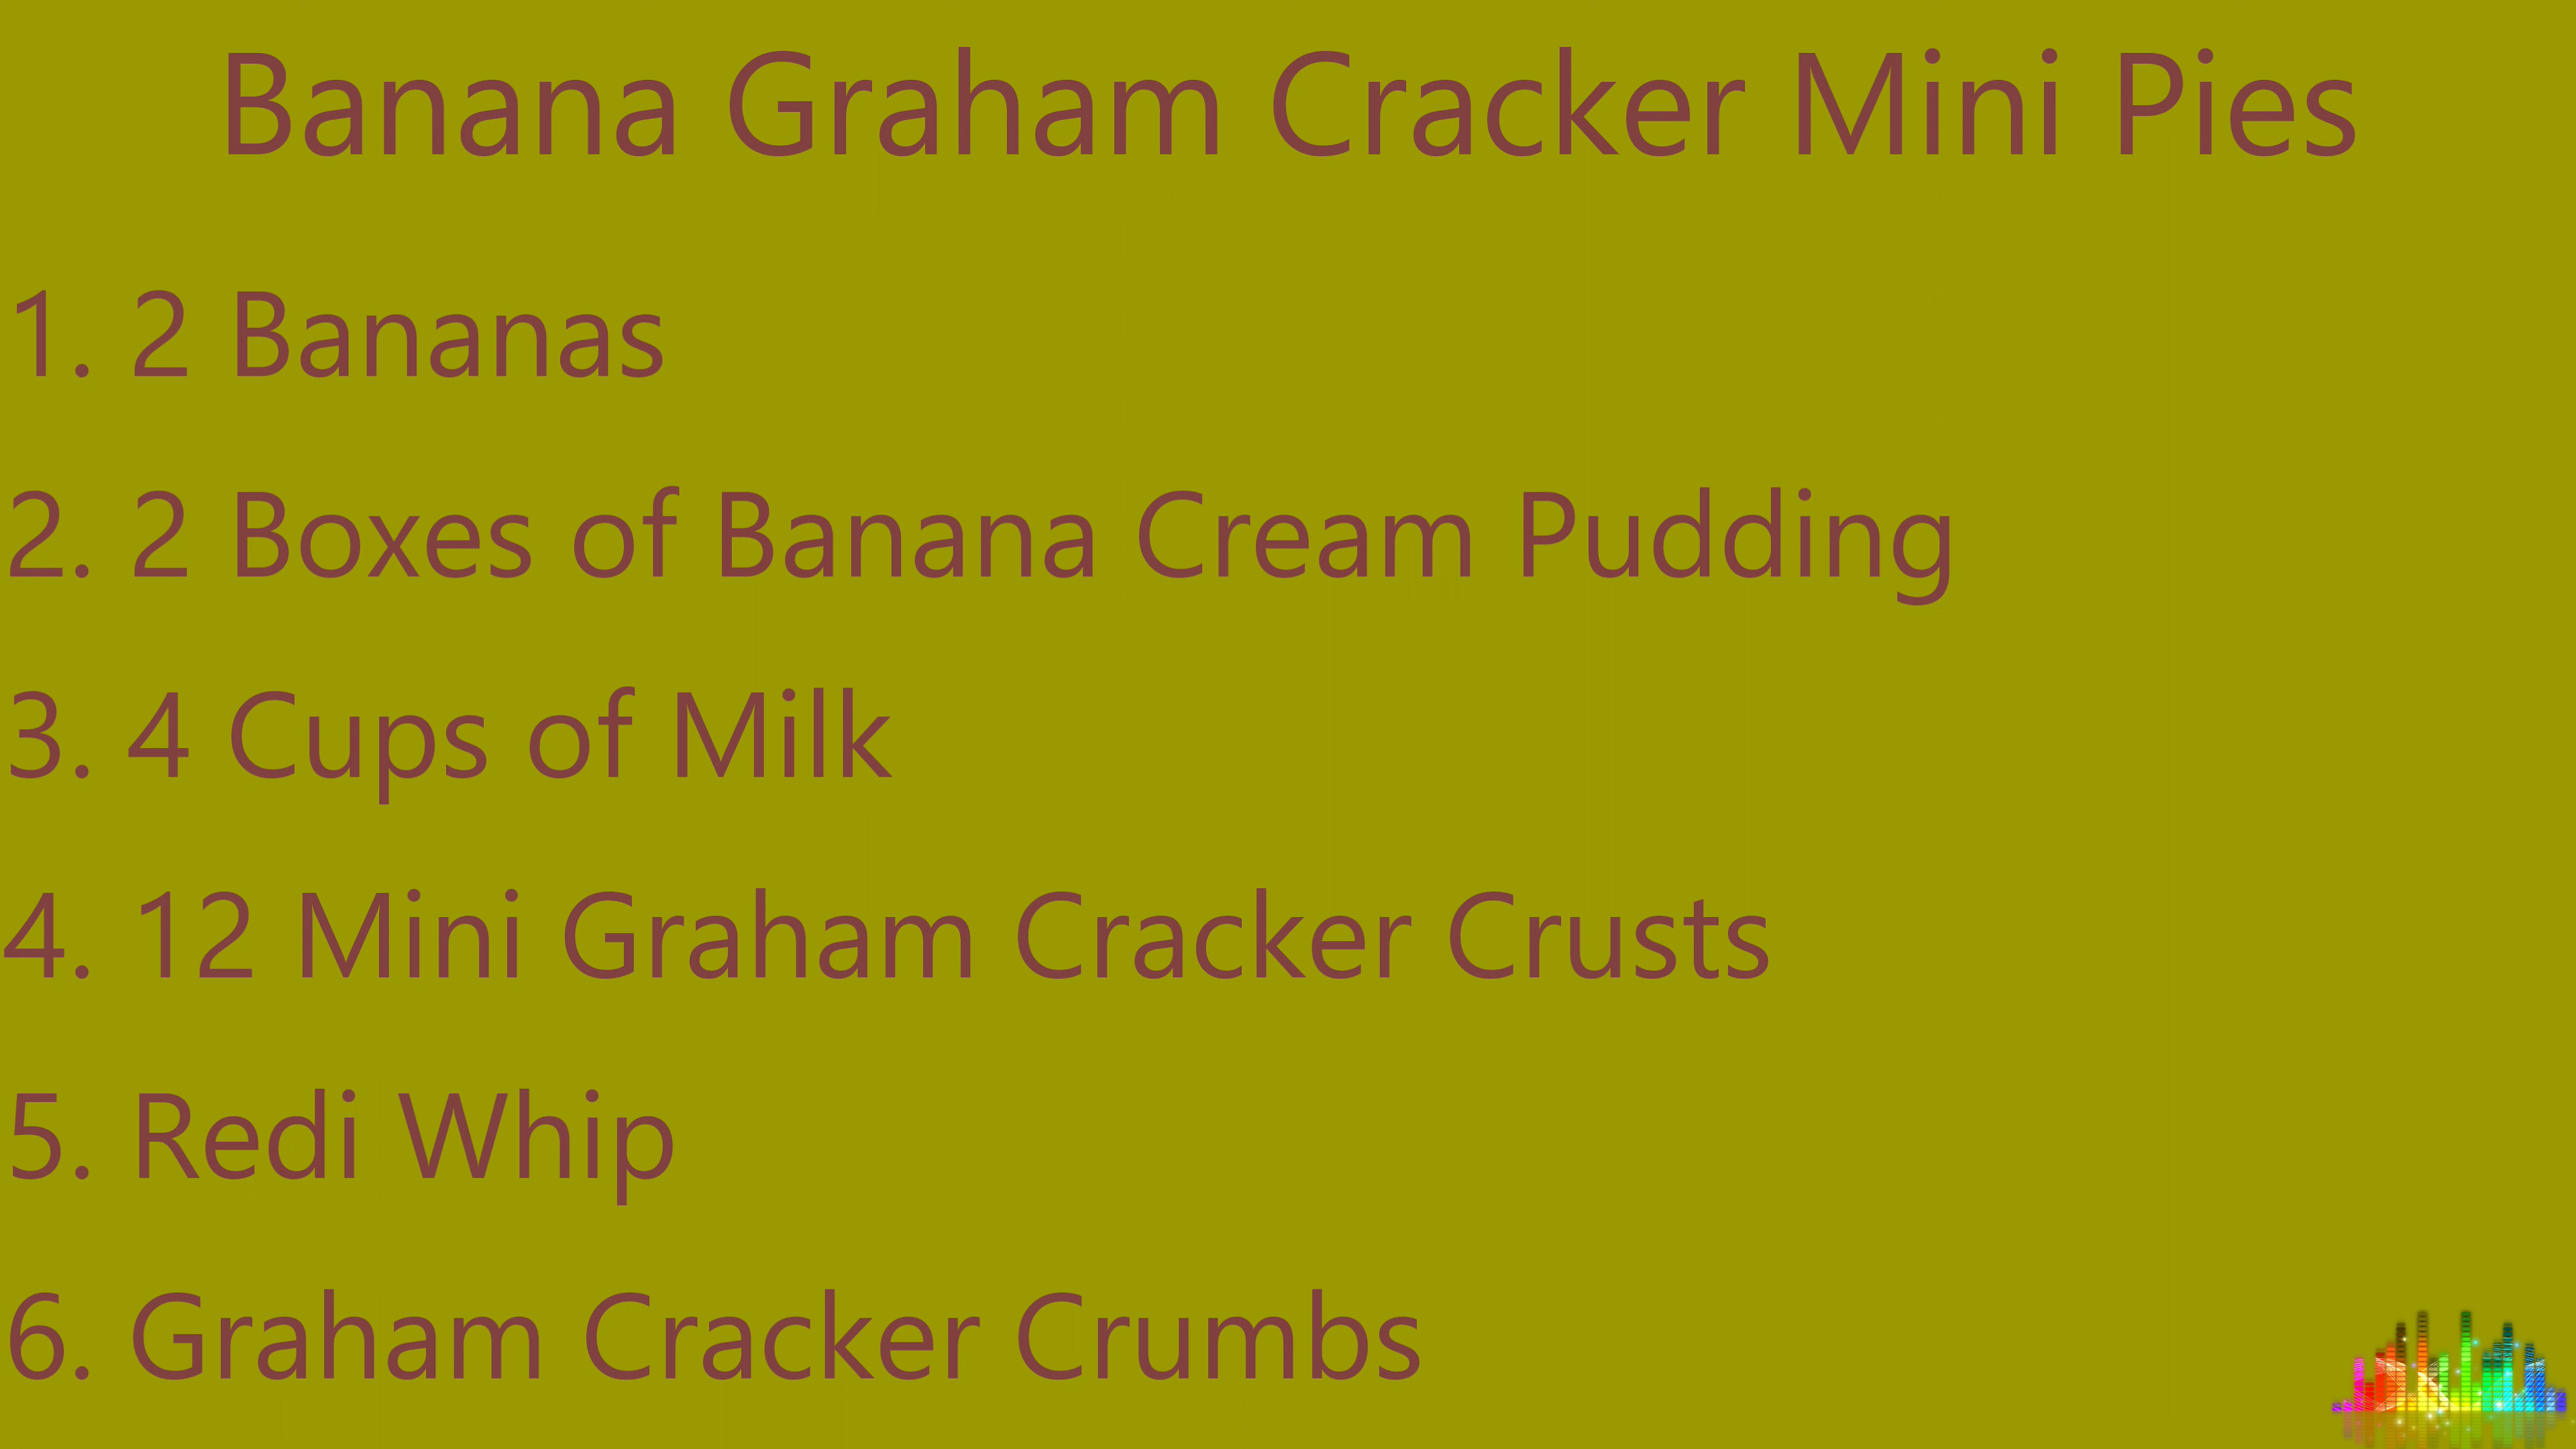 Banana Graham Cracker Mini Pies
1. 2 Bananas
2. 2 Boxes of Banana Cream Pudding
3. 4 Cups of Milk
4. 12 Mini Graham Cracker Crusts
5. Redi Whip
6. Graham Cracker Crumbs